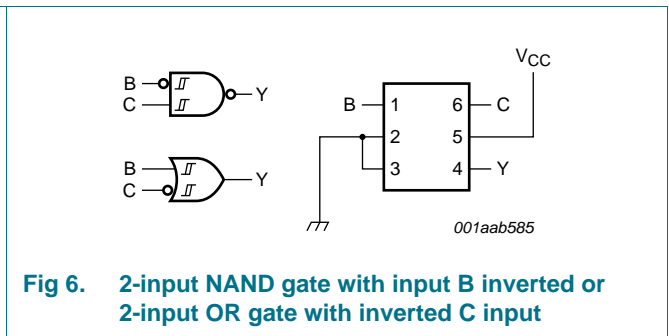 B
C
Y
B
C
Y
VCC
B 1 6 C
2 5
3 4 Y
001aab585
Fig 6. 2-input NAND gate with input B inverted or
2-input OR gate with inverted C input